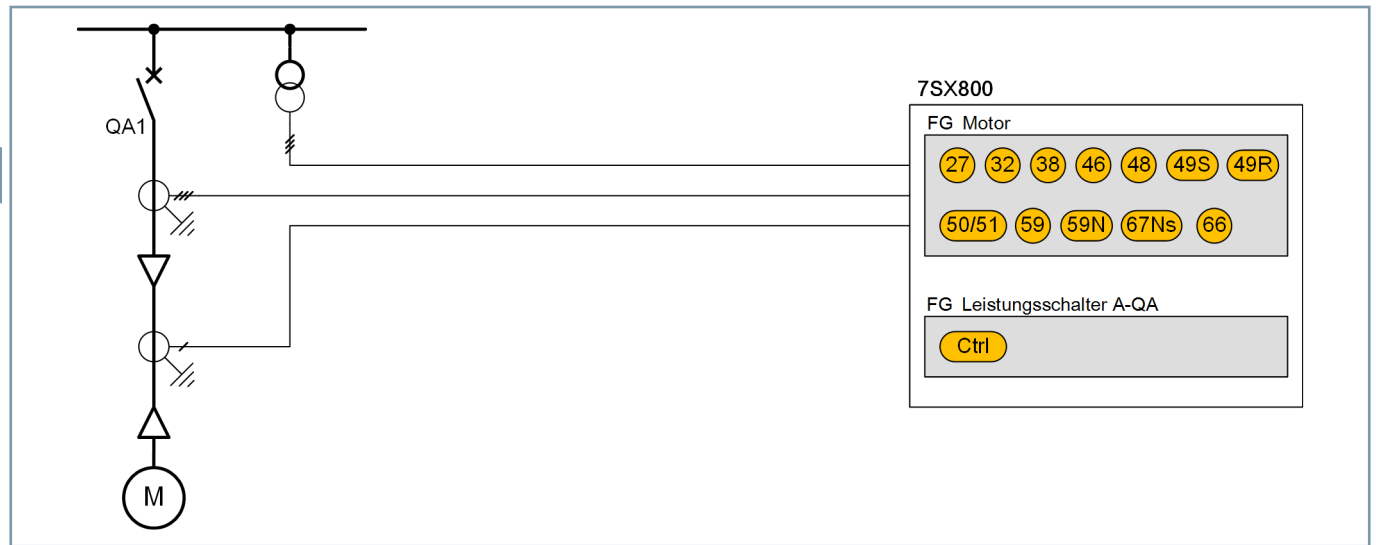 7SX800
FG Motor
QA1
27 32 38 46 48 49S 49R
50/51 59 59N 67Ns 66
FG Leistungsschalter A-QA
Ctrl
M